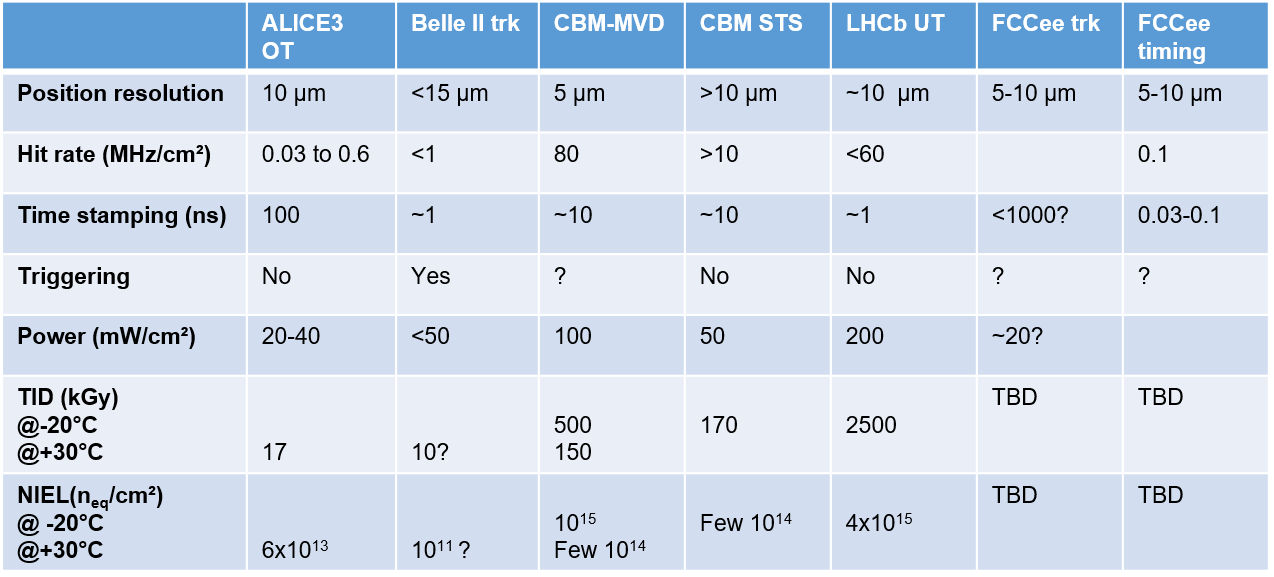 ALICE3 OT Belle II trk CBM-MVD CBM STS LHCb UT FCCee trk FCCee timing
Position resolution 10 µm <15 µm 5 µm >10 µm ~10 µm 5-10 µm 5-10 µm
Hit rate (MHz/cm²) 0.03 to 0.6 <1 80 >10 <60 0.1
Time stamping (ns) 100 ~1 ~10 ~10 ~1 <1000? 0.03-0.1
Triggering No Yes ? No No ? ?
Power (mW/cm²) 20-40 <50 100 50 200 ~20?
TID (kGy) TBD TBD
@-20°C 500 170 2500
@+30°C 17 10? 150
NIEL(neq/cm²) TBD TBD
@ -20°C 10¹⁵ Few 10¹⁴ 4x10¹⁵
@+30°C 6x10¹³ 10¹¹ ? Few 10¹⁴